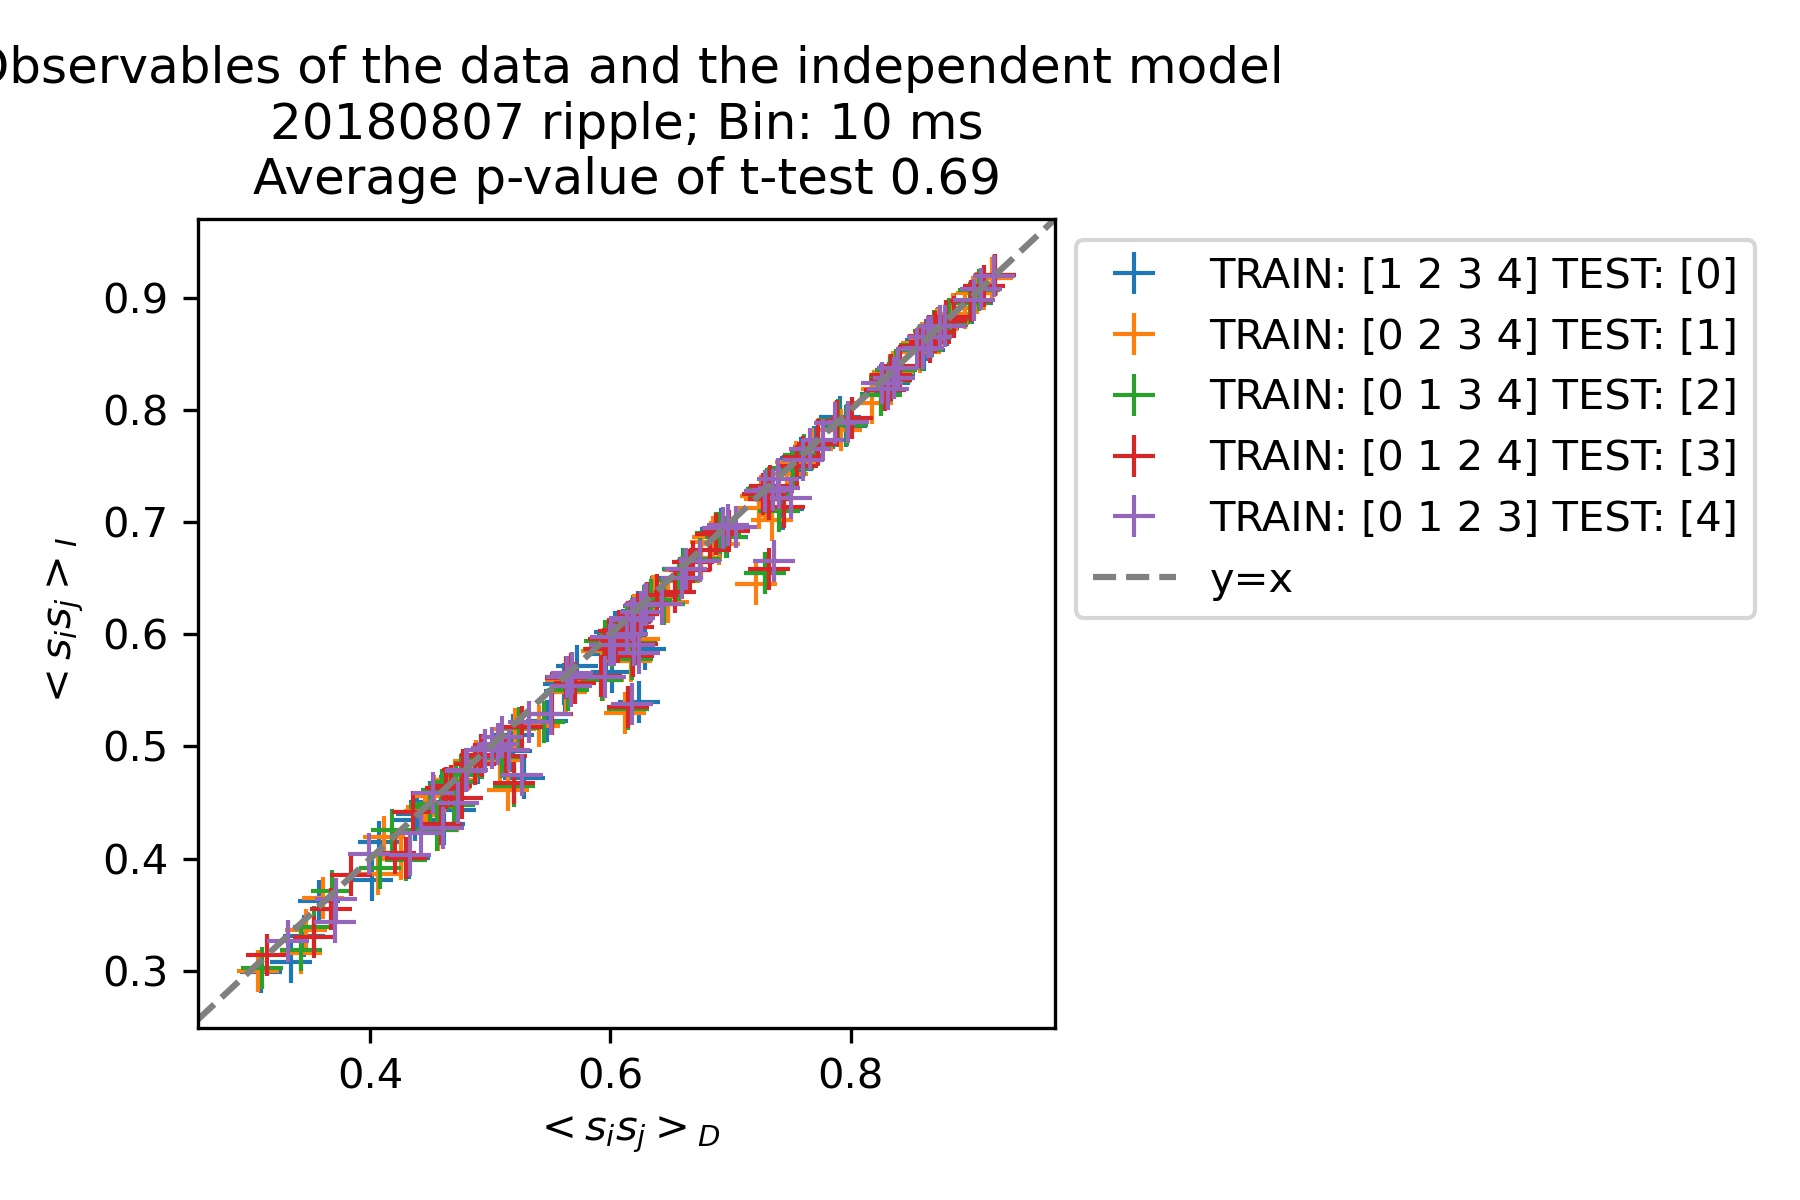 Observables of the data and the independent model
20180807 ripple; Bin: 10 ms
Average p-value of t-test 0.69
0.9
0.8
0.7
0.6
0.5
0.4
0.3
< s_i s_j >_I
0.4 0.6 0.8
< s_i s_j >_D
TRAIN: [1 2 3 4] TEST: [0]
TRAIN: [0 2 3 4] TEST: [1]
TRAIN: [0 1 3 4] TEST: [2]
TRAIN: [0 1 2 4] TEST: [3]
TRAIN: [0 1 2 3] TEST: [4]
y=x